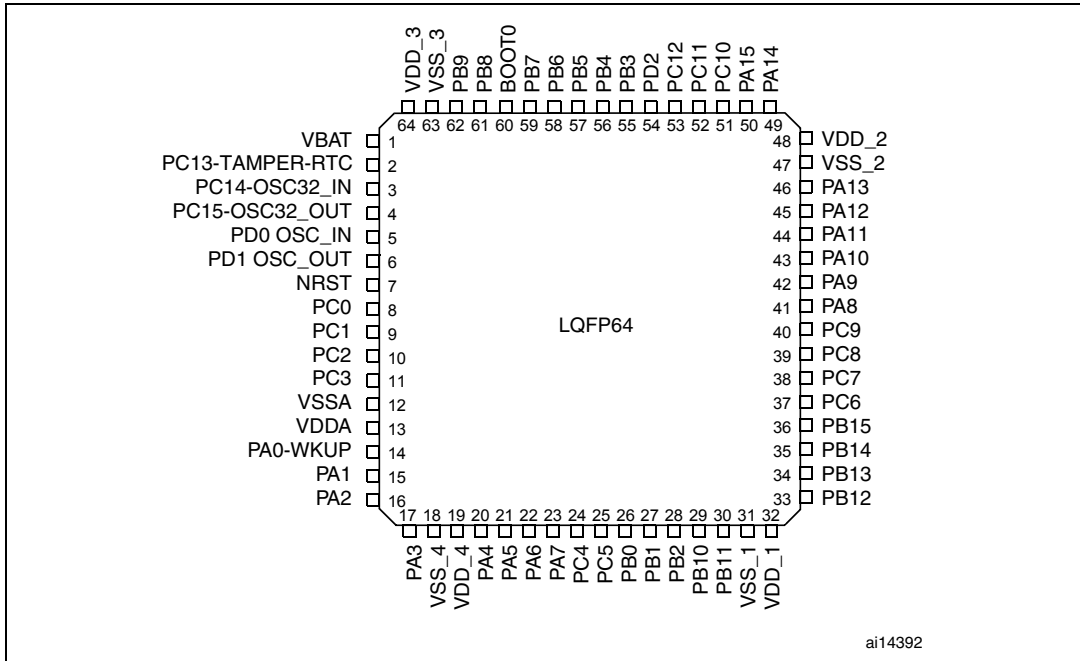 VDD_3
VSS_3
PB9
PB8
BOOT0
PB7
PB6
PB5
PB4
PB3
PD2
PC12
PC11
PC10
PA15
PA14
64 63 62 61 60 59 58 57 56 55 54 53 52 51 50 49
VBAT 1
PC13-TAMPER-RTC 2
PC14-OSC32_IN 3
PC15-OSC32_OUT 4
PD0 OSC_IN 5
PD1 OSC_OUT 6
NRST 7
PC0 8
PC1 9
PC2 10
PC3 11
VSSA 12
VDDA 13
PA0-WKUP 14
PA1 15
PA2 16
LQFP64
48 VDD_2
47 VSS_2
46 PA13
45 PA12
44 PA11
43 PA10
42 PA9
41 PA8
40 PC9
39 PC8
38 PC7
37 PC6
36 PB15
35 PB14
34 PB13
33 PB12
17 18 19 20 21 22 23 24 25 26 27 28 29 30 31 32
PA3
VSS_4
VDD_4
PA4
PA5
PA6
PA7
PC4
PC5
PB0
PB1
PB2
PB10
PB11
VSS_1
VDD_1
ai14392